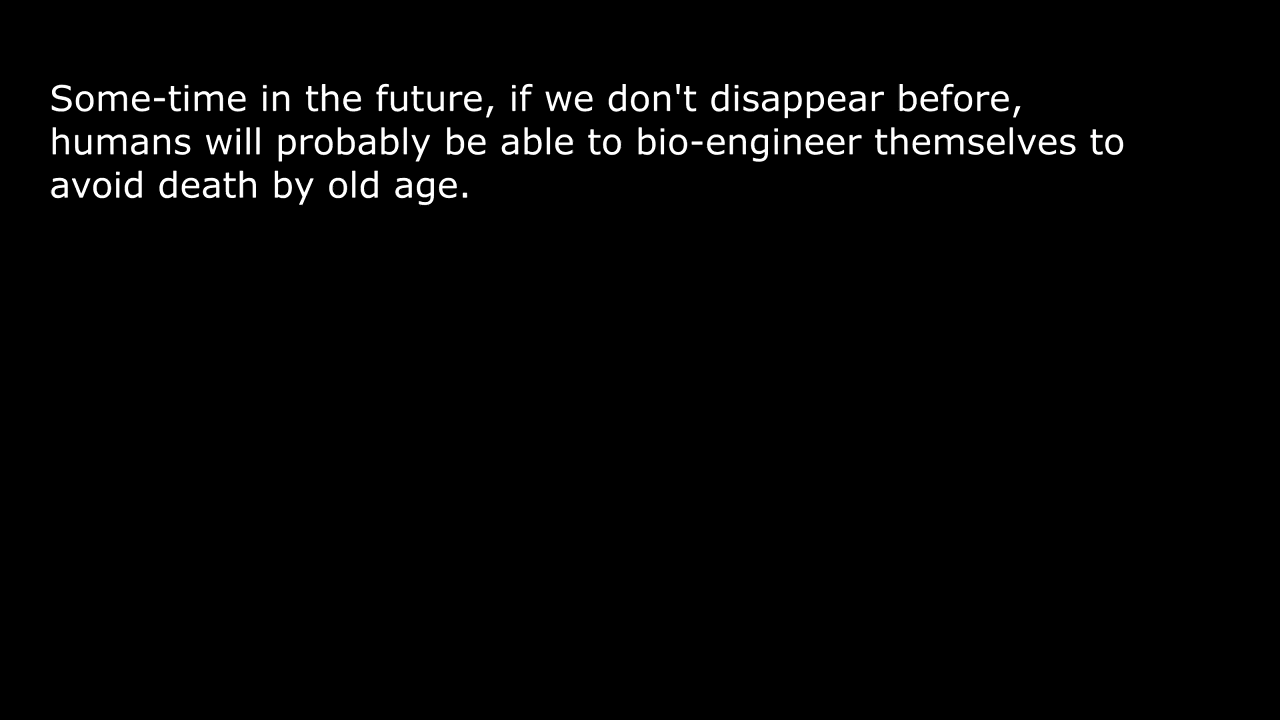 Some-time in the future, if we don't disappear before,
humans will probably be able to bio-engineer themselves to
avoid death by old age.